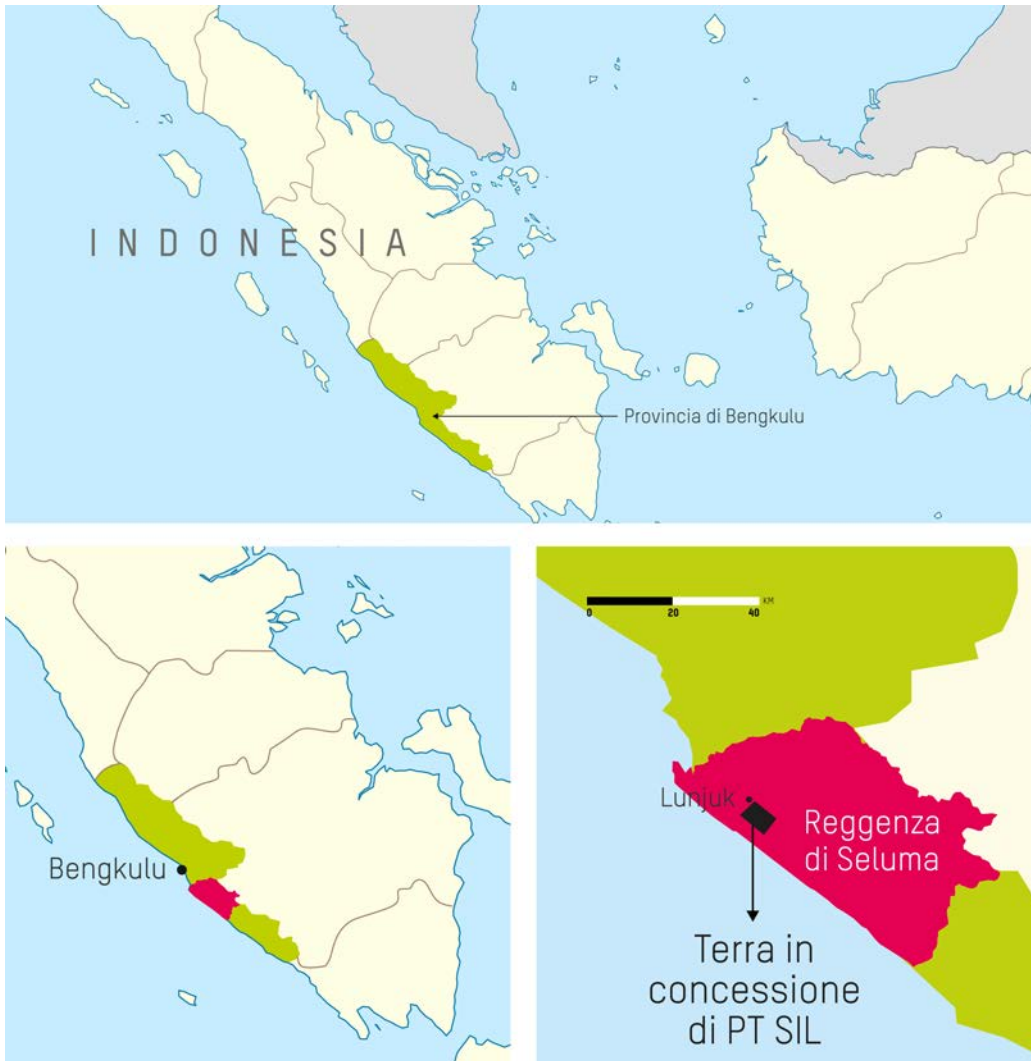 INDONESIA
Provincia di Bengkulu
Bengkulu
KM
0 20 40
Lunjuk
Reggenza
di Seluma
Terra in
concessione
di PT SIL